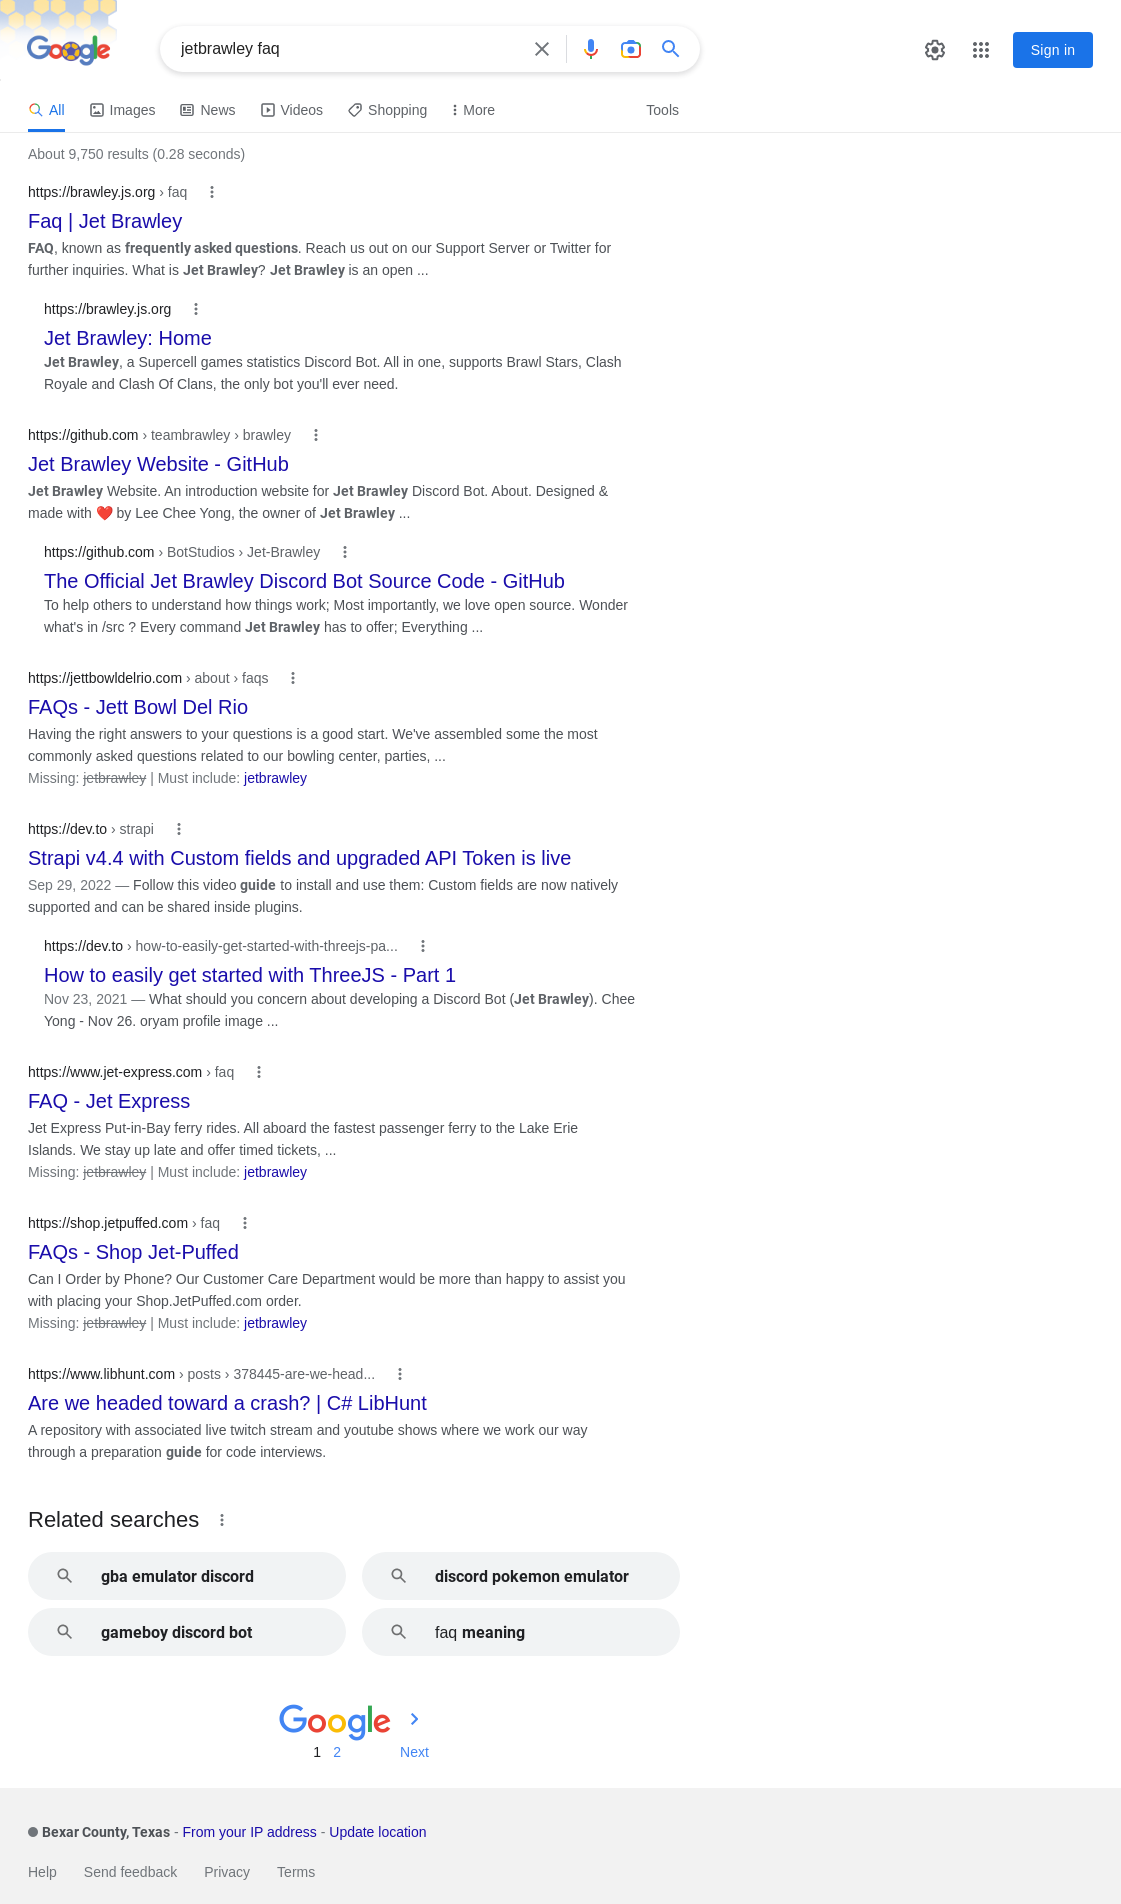 Google
jetbrawley faq
Sign in
All Images News Videos Shopping More Tools
About 9,750 results (0.28 seconds)
https://brawley.js.org › faq
Faq | Jet Brawley
FAQ, known as frequently asked questions. Reach us out on our Support Server or Twitter for
further inquiries. What is Jet Brawley? Jet Brawley is an open ...
https://brawley.js.org
Jet Brawley: Home
Jet Brawley, a Supercell games statistics Discord Bot. All in one, supports Brawl Stars, Clash
Royale and Clash Of Clans, the only bot you'll ever need.
https://github.com › teambrawley › brawley
Jet Brawley Website - GitHub
Jet Brawley Website. An introduction website for Jet Brawley Discord Bot. About. Designed &
made with ❤️ by Lee Chee Yong, the owner of Jet Brawley ...
https://github.com › BotStudios › Jet-Brawley
The Official Jet Brawley Discord Bot Source Code - GitHub
To help others to understand how things work; Most importantly, we love open source. Wonder
what's in /src ? Every command Jet Brawley has to offer; Everything ...
https://jettbowldelrio.com › about › faqs
FAQs - Jett Bowl Del Rio
Having the right answers to your questions is a good start. We've assembled some the most
commonly asked questions related to our bowling center, parties, ...
Missing: jetbrawley | Must include: jetbrawley
https://dev.to › strapi
Strapi v4.4 with Custom fields and upgraded API Token is live
Sep 29, 2022 — Follow this video guide to install and use them: Custom fields are now natively
supported and can be shared inside plugins.
https://dev.to › how-to-easily-get-started-with-threejs-pa...
How to easily get started with ThreeJS - Part 1
Nov 23, 2021 — What should you concern about developing a Discord Bot (Jet Brawley). Chee
Yong - Nov 26. oryam profile image ...
https://www.jet-express.com › faq
FAQ - Jet Express
Jet Express Put-in-Bay ferry rides. All aboard the fastest passenger ferry to the Lake Erie
Islands. We stay up late and offer timed tickets, ...
Missing: jetbrawley | Must include: jetbrawley
https://shop.jetpuffed.com › faq
FAQs - Shop Jet-Puffed
Can I Order by Phone? Our Customer Care Department would be more than happy to assist you
with placing your Shop.JetPuffed.com order.
Missing: jetbrawley | Must include: jetbrawley
https://www.libhunt.com › posts › 378445-are-we-head...
Are we headed toward a crash? | C# LibHunt
A repository with associated live twitch stream and youtube shows where we work our way
through a preparation guide for code interviews.
Related searches
gba emulator discord
discord pokemon emulator
gameboy discord bot
faq meaning
Google
1 2 Next
Bexar County, Texas - From your IP address - Update location
Help Send feedback Privacy Terms